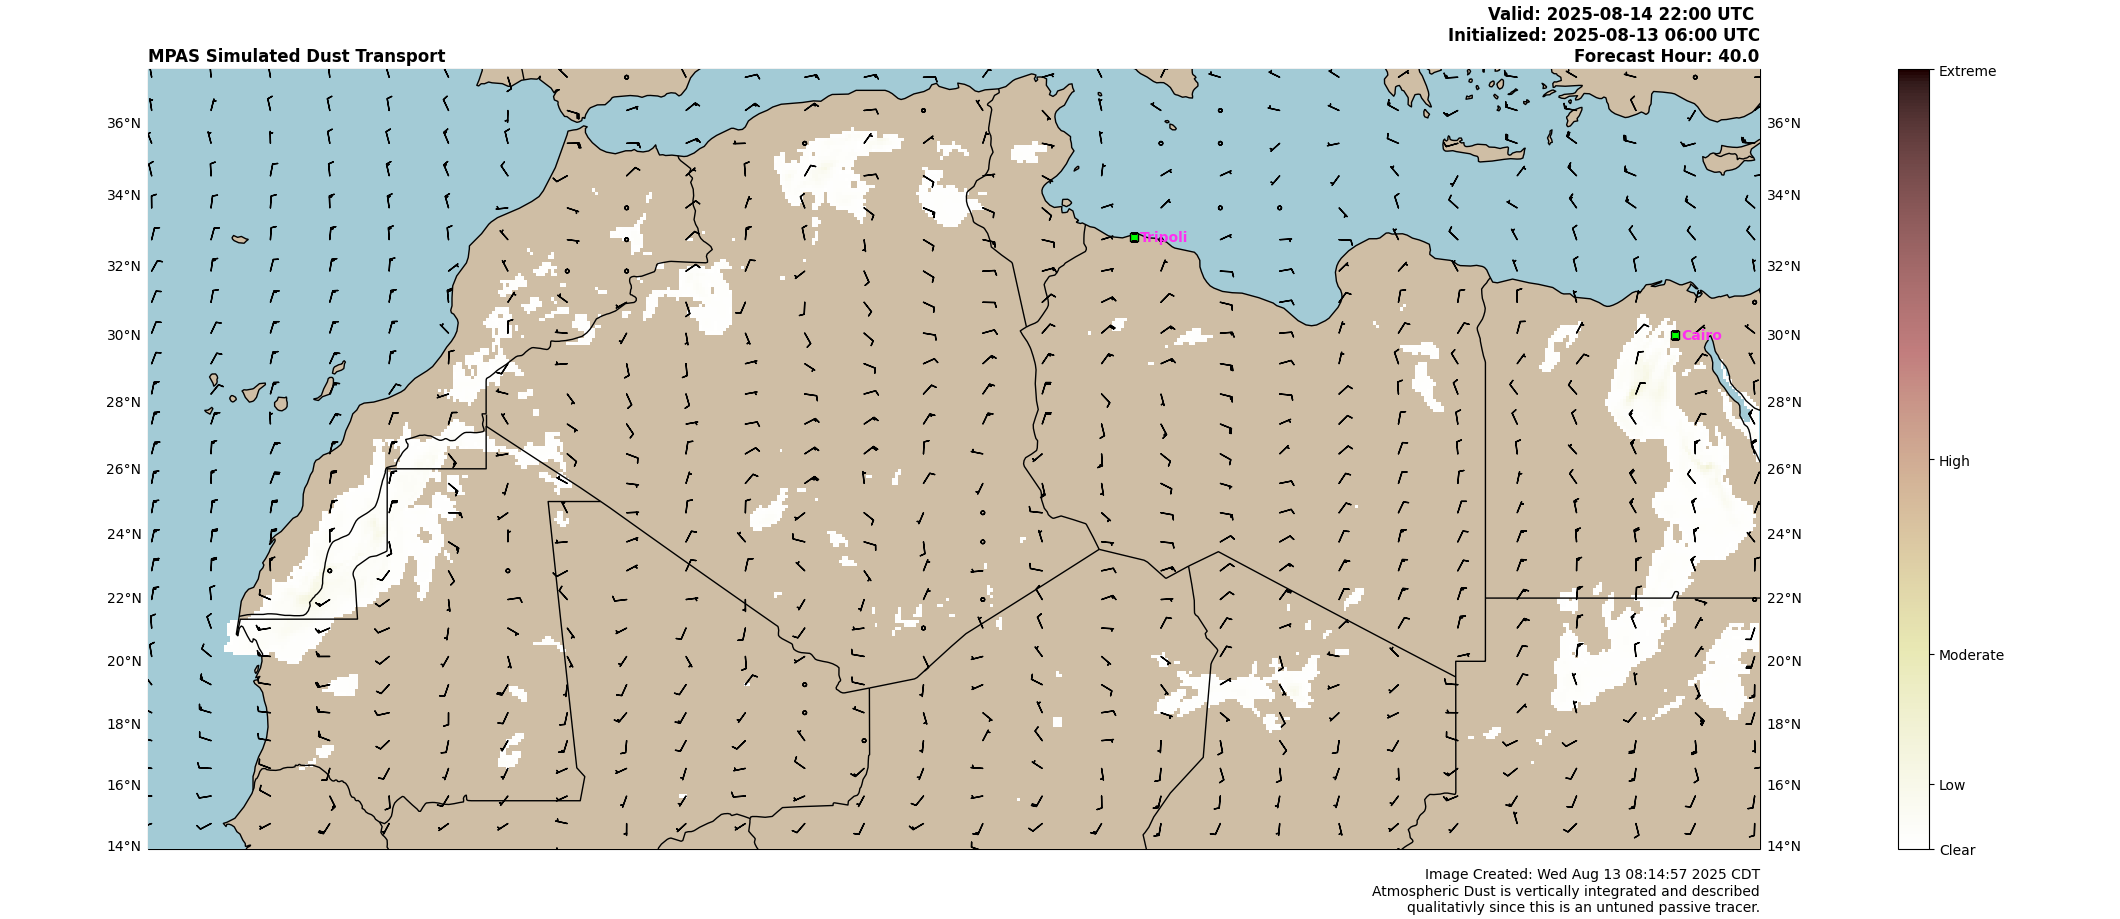 Valid: 2025-08-14 22:00 UTC
Initialized: 2025-08-13 06:00 UTC
MPAS Simulated Dust Transport Forecast Hour: 40.0
Extreme
36°N 36°N
34°N 34°N
Tripoli
32°N 32°N
30°N Cairo 30°N
28°N 28°N
26°N 26°N
High
24°N 24°N
22°N 22°N
20°N 20°N
Moderate
18°N 18°N
16°N 16°N
Low
14°N 14°N
Clear
Image Created: Wed Aug 13 08:14:57 2025 CDT
Atmospheric Dust is vertically integrated and described
qualitativly since this is an untuned passive tracer.